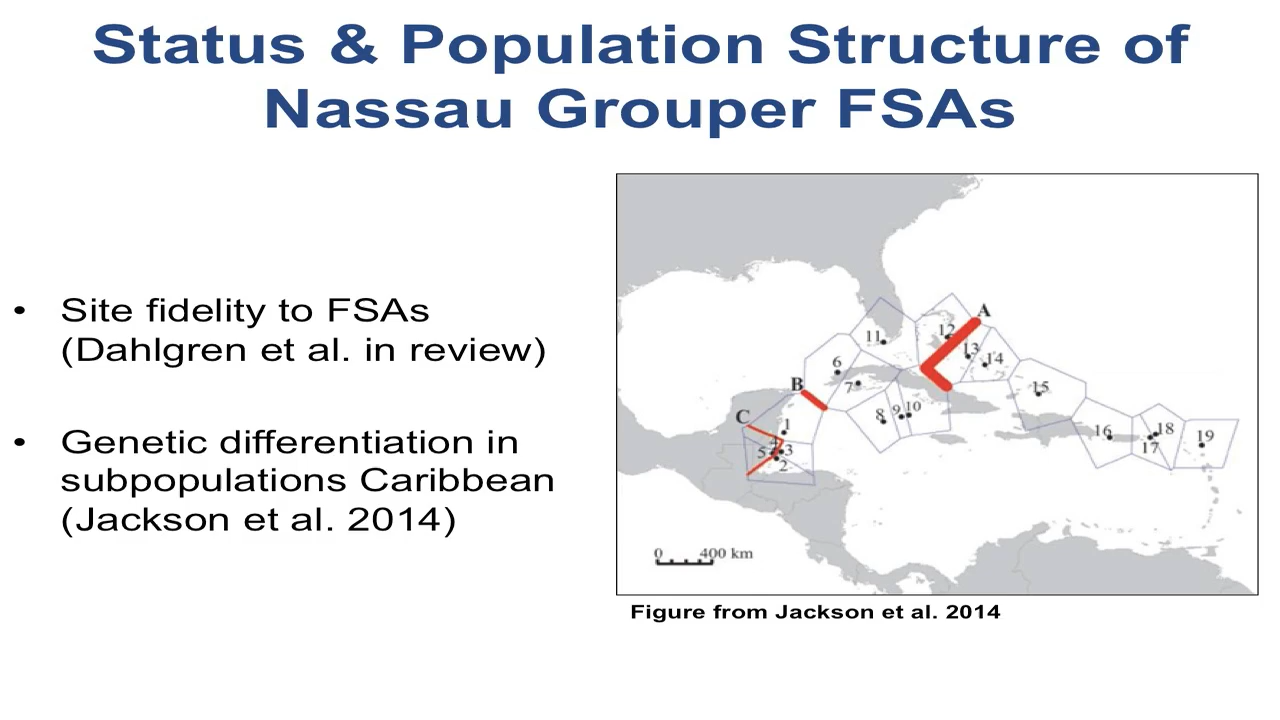 Status & Population Structure of
Nassau Grouper FSAs
• Site fidelity to FSAs
(Dahlgren et al. in review)
• Genetic differentiation in
subpopulations Caribbean
(Jackson et al. 2014)
A
12
11
13
14
6
B
7
15
8
9
10
C
1
4
5
3
2
16
18
17
19
0 400 km
Figure from Jackson et al. 2014